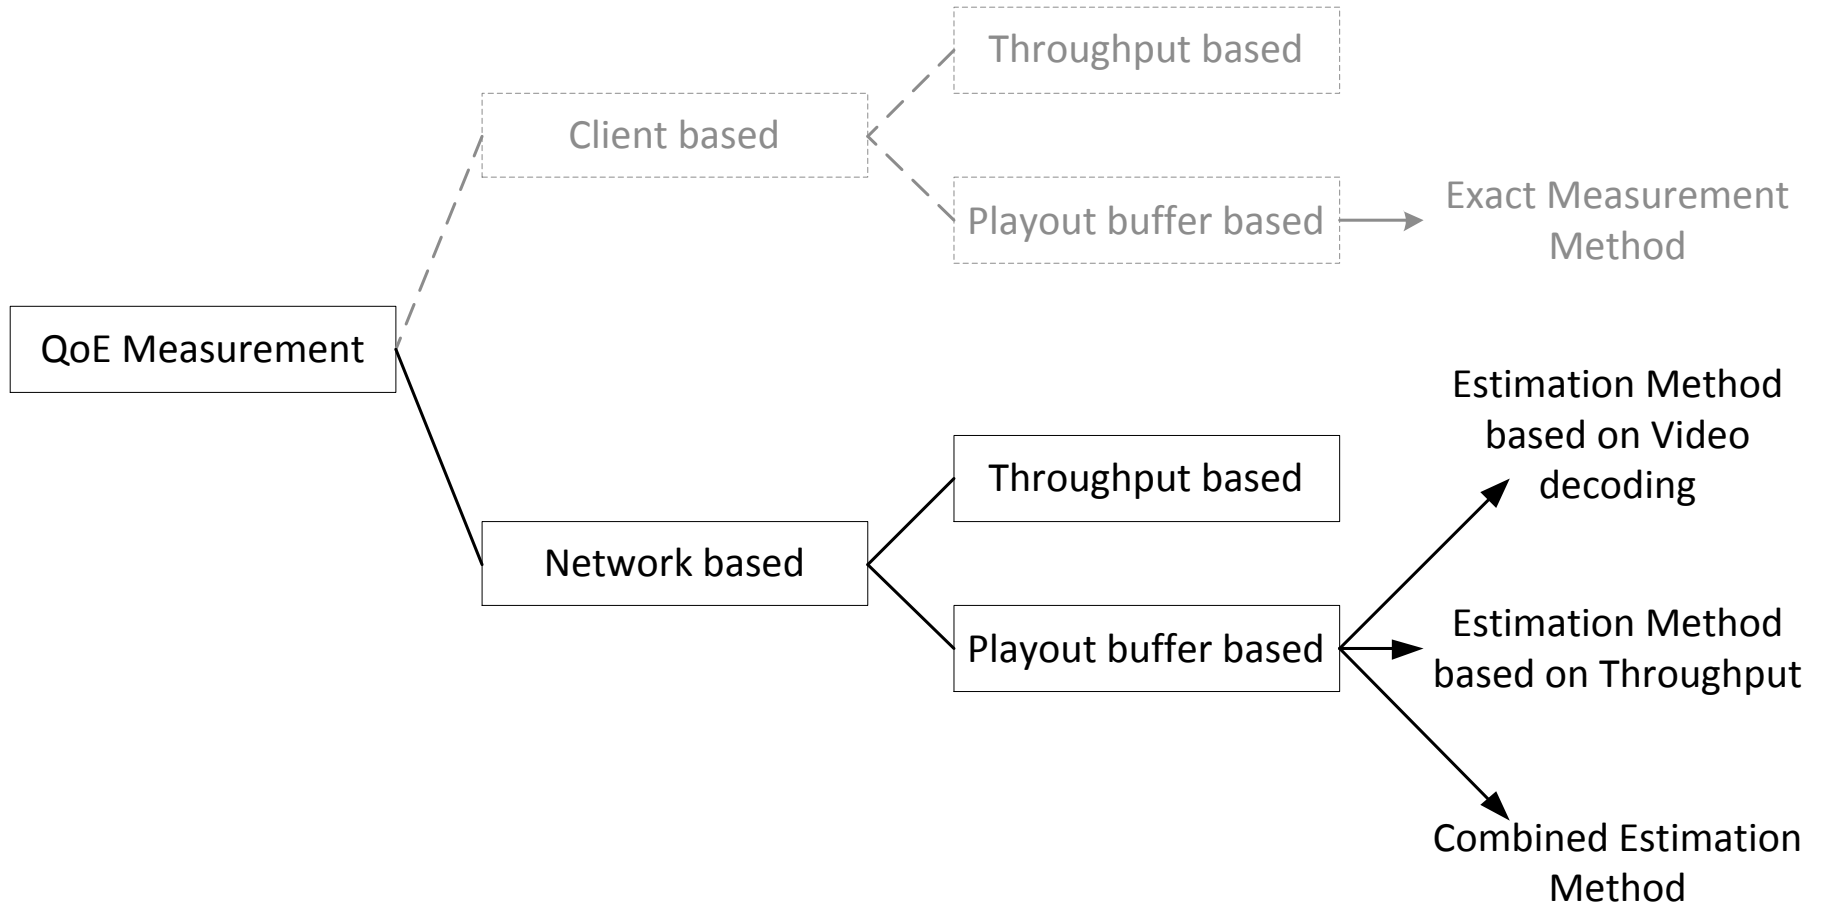 Throughput based
Client based
Playout buffer based
Exact Measurement
Method
QoE Measurement
Estimation Method
based on Video
decoding
Throughput based
Network based
Playout buffer based
Estimation Method
based on Throughput
Combined Estimation
Method